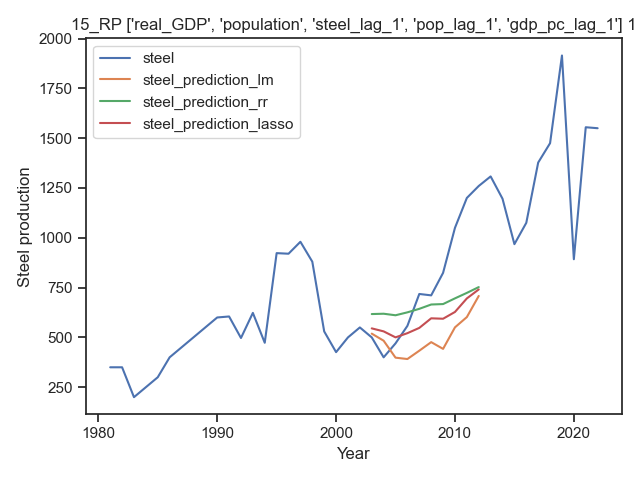 15_RP ['real_GDP', 'population', 'steel_lag_1', 'pop_lag_1', 'gdp_pc_lag_1'] 1
steel
steel_prediction_lm
steel_prediction_rr
steel_prediction_lasso
Steel production
2000
1750
1500
1250
1000
750
500
250
1980
1990
2000
2010
2020
Year